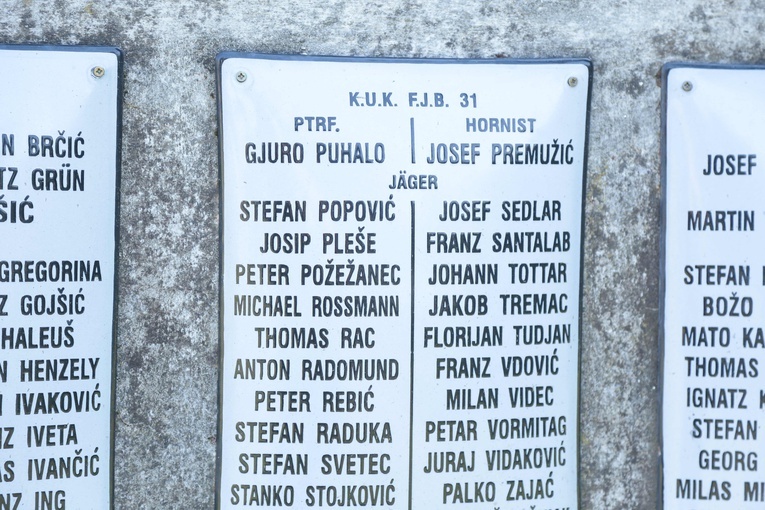 BRČIĆ
GRÜN
GREGORINA
GOJŠIĆ
HALEUŠ
HENZELY
IVAKOVIĆ
IVETA
IVANČIĆ
ING
K.U.K. F.J.B. 31
PTRF. HORNIST
GJURO PUHALO JOSEF PREMUŽIĆ
JÄGER
STEFAN POPOVIĆ JOSEF SEDLAR
JOSIP PLEŠE FRANZ SANTALAB
PETER POŽEŽANEC JOHANN TOTTAR
MICHAEL ROSSMANN JAKOB TREMAC
THOMAS RAC FLORIJAN TUDJAN
ANTON RADOMUND FRANZ VDOVIĆ
PETER REBIĆ MILAN VIDEC
STEFAN RADUKA PETAR VORMITAG
STEFAN SVETEC JURAJ VIDAKOVIĆ
STANKO STOJKOVIĆ PALKO ZAJAĆ
JOSEF
MARTIN
STEFAN
BOŽO
MATO KA
THOMAS
IGNATZ
STEFAN
GEORG
MILAS